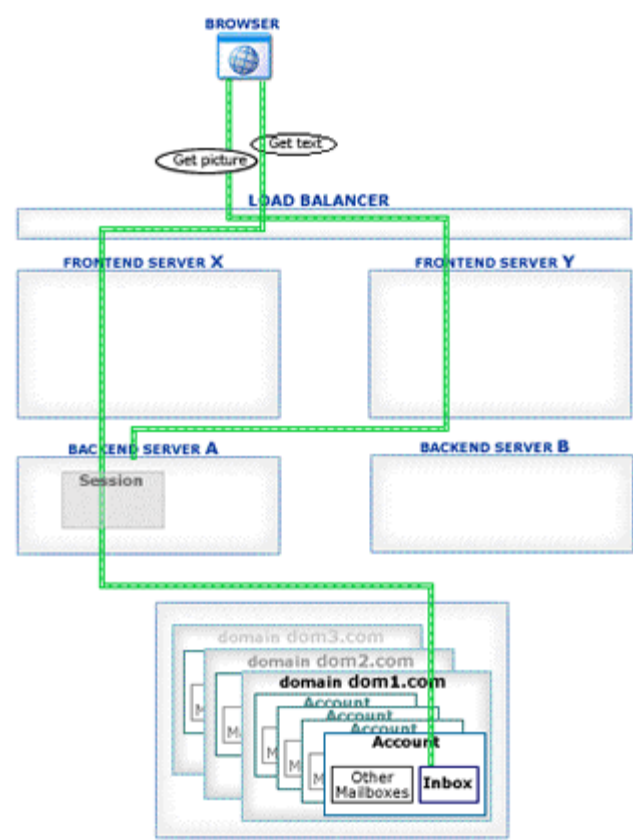 BROWSER
Get text
Get picture
LOAD BALANCER
FRONTEND SERVER X
FRONTEND SERVER Y
BACKEND SERVER A
BACKEND SERVER B
Session
domain dom3.com
domain dom2.com
domain dom1.com
Account
Account
Account
Account
M
M
M
M
M
Other
Mailboxes
Inbox